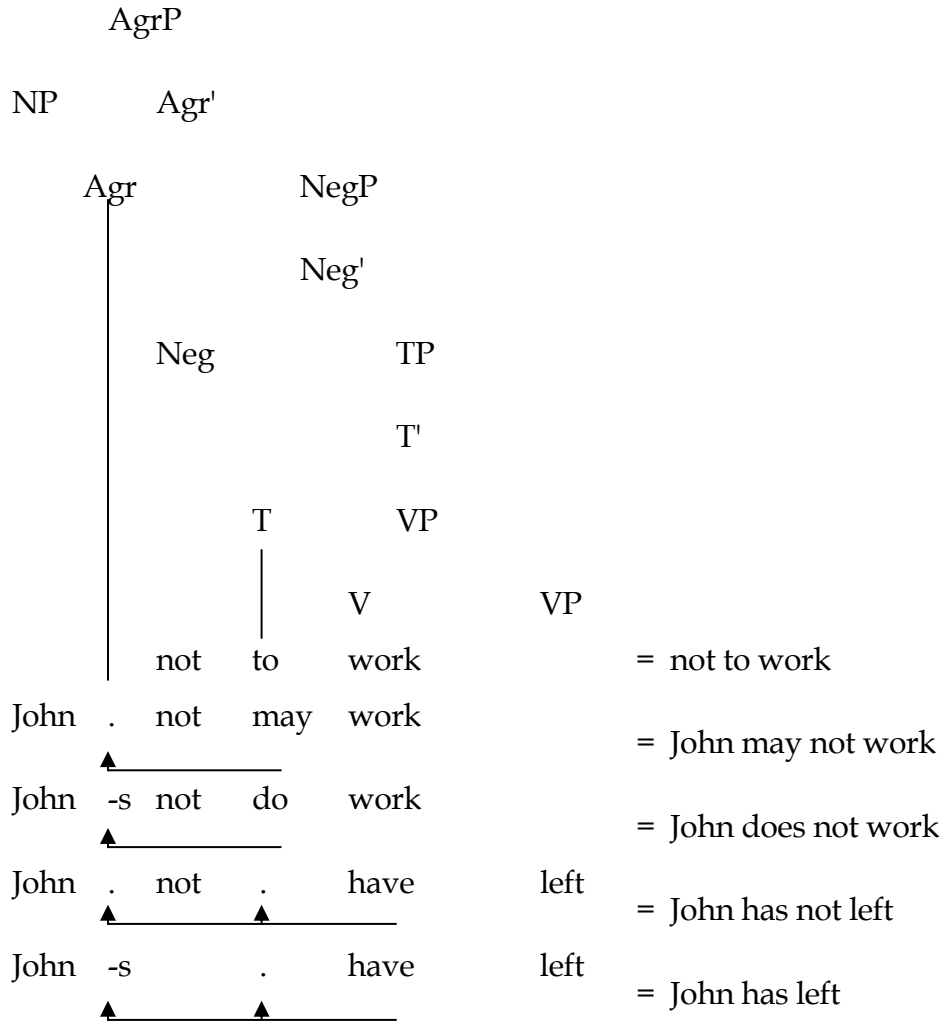 AgrP
NP Agr'
Agr NegP
Neg'
Neg TP
T'
T VP
V VP
not to work = not to work
John . not may work
= John may not work
John -s not do work
= John does not work
John . not . have left
= John has not left
John -s . have left
= John has left